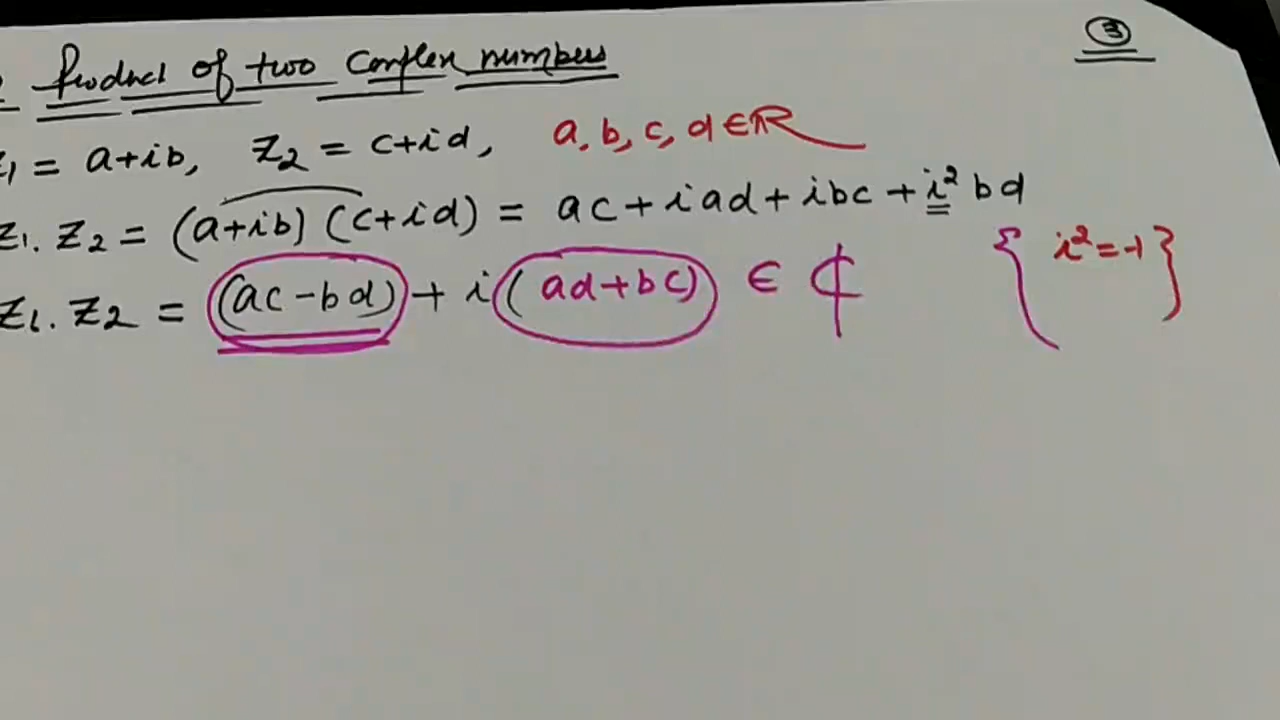 Product of two Complex numbers
③
z₁ = a+ib, z₂ = c+id, a, b, c, d ∈ ℝ
z₁. z₂ = (a+ib) (c+id) = ac + iad + ibc + i² bd
{ i² = -1 }
z₁. z₂ = (ac - bd) + i (ad+bc) ∈ ℂ